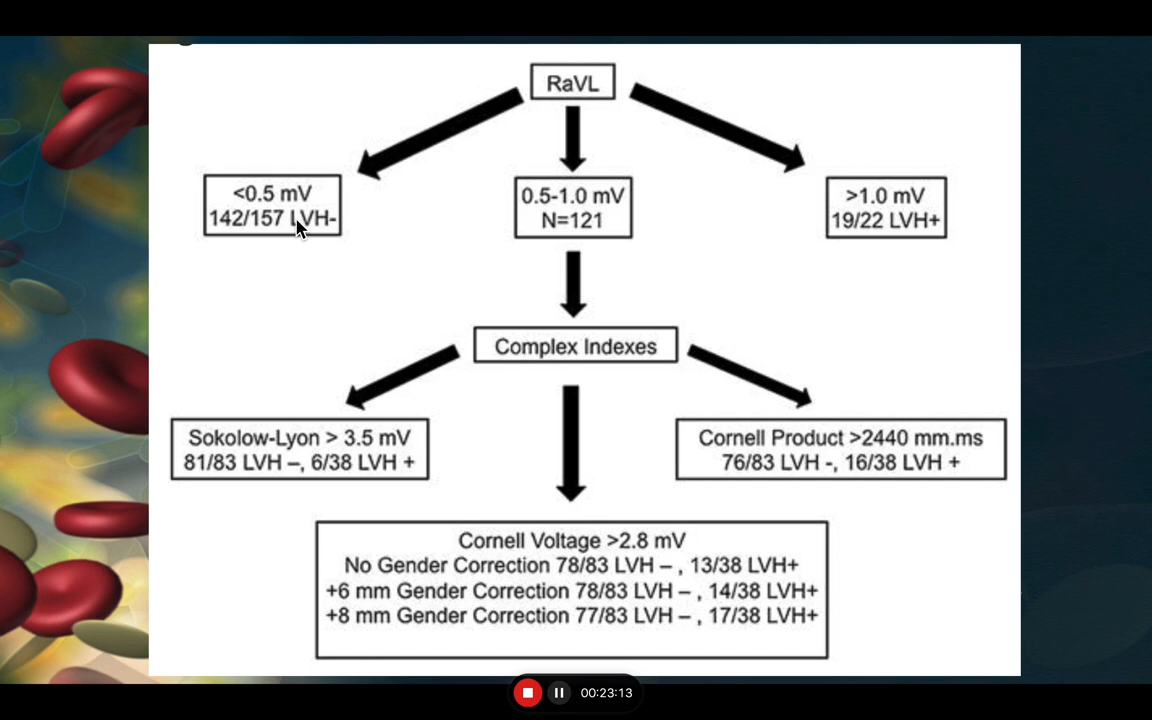 RaVL
<0.5 mV
142/157 LVH-
0.5-1.0 mV
N=121
>1.0 mV
19/22 LVH+
Complex Indexes
Sokolow-Lyon > 3.5 mV
81/83 LVH –, 6/38 LVH +
Cornell Product >2440 mm.ms
76/83 LVH -, 16/38 LVH +
Cornell Voltage >2.8 mV
No Gender Correction 78/83 LVH – , 13/38 LVH+
+6 mm Gender Correction 78/83 LVH – , 14/38 LVH+
+8 mm Gender Correction 77/83 LVH – , 17/38 LVH+
00:23:13